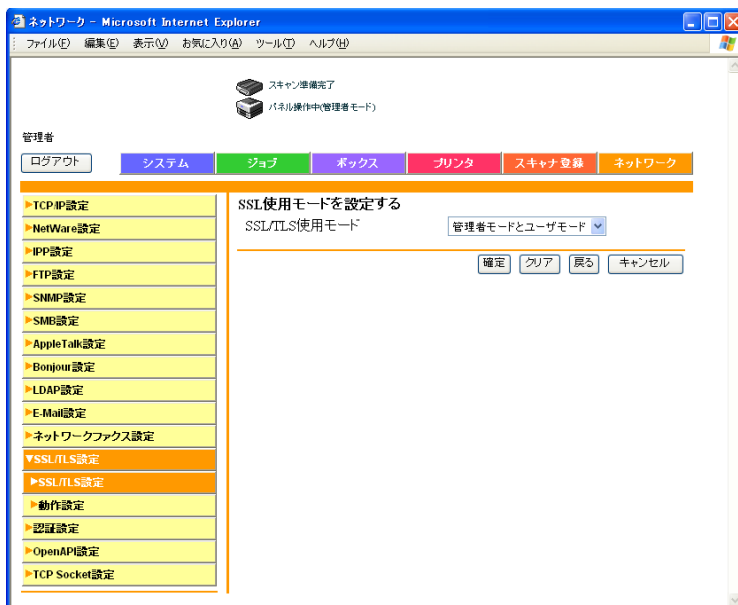 ネットワーク - Microsoft Internet Explorer
ファイル(F) 編集(E) 表示(V) お気に入り(A) ツール(T) ヘルプ(H)
スキャン準備完了
パネル操作中(管理者モード)
管理者
ログアウト システム ジョブ ボックス プリンタ スキャナ登録 ネットワーク
TCP/IP設定
NetWare設定
IPP設定
FTP設定
SNMP設定
SMB設定
AppleTalk設定
Bonjour設定
LDAP設定
E-Mail設定
ネットワークファクス設定
SSL/TLS設定
SSL/TLS設定
動作設定
認証設定
OpenAPI設定
TCP Socket設定
SSL使用モードを設定する
SSL/TLS使用モード 管理者モードとユーザモード
確定 クリア 戻る キャンセル